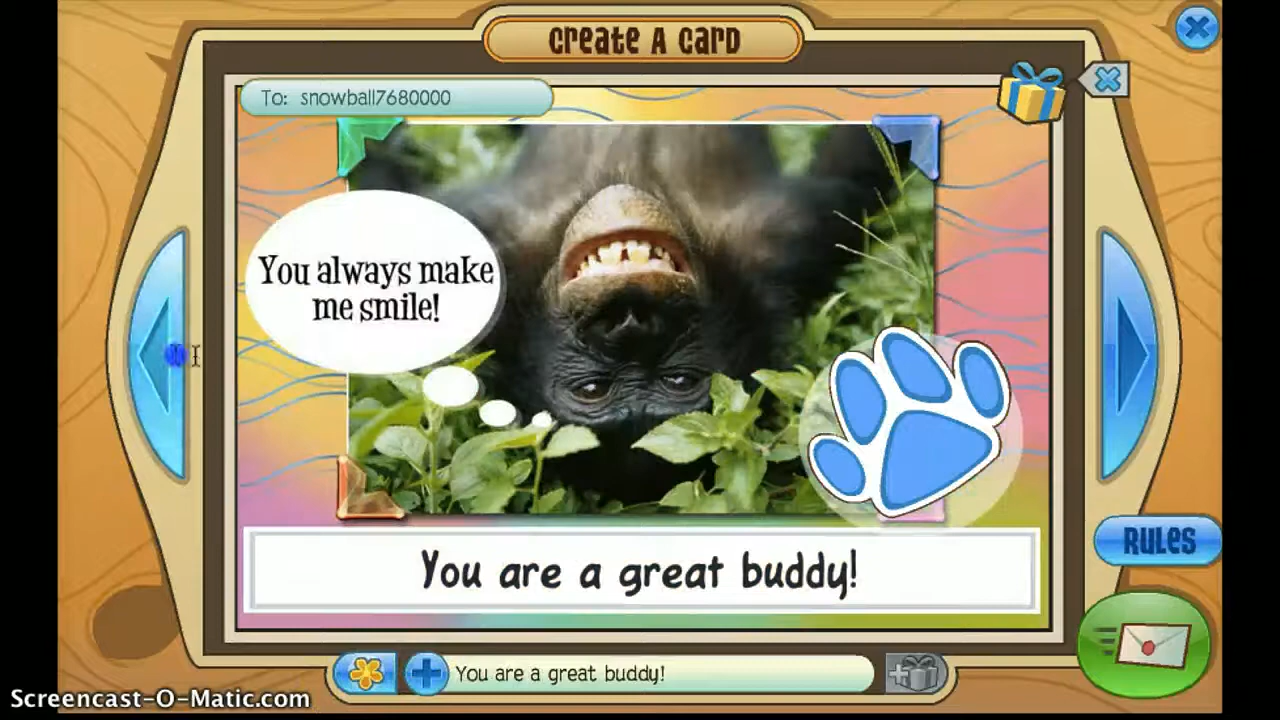 create A card
To: snowball7680000
You always make
me smile!
You are a great buddy!
RULES
You are a great buddy!
Screencast-O-Matic.com